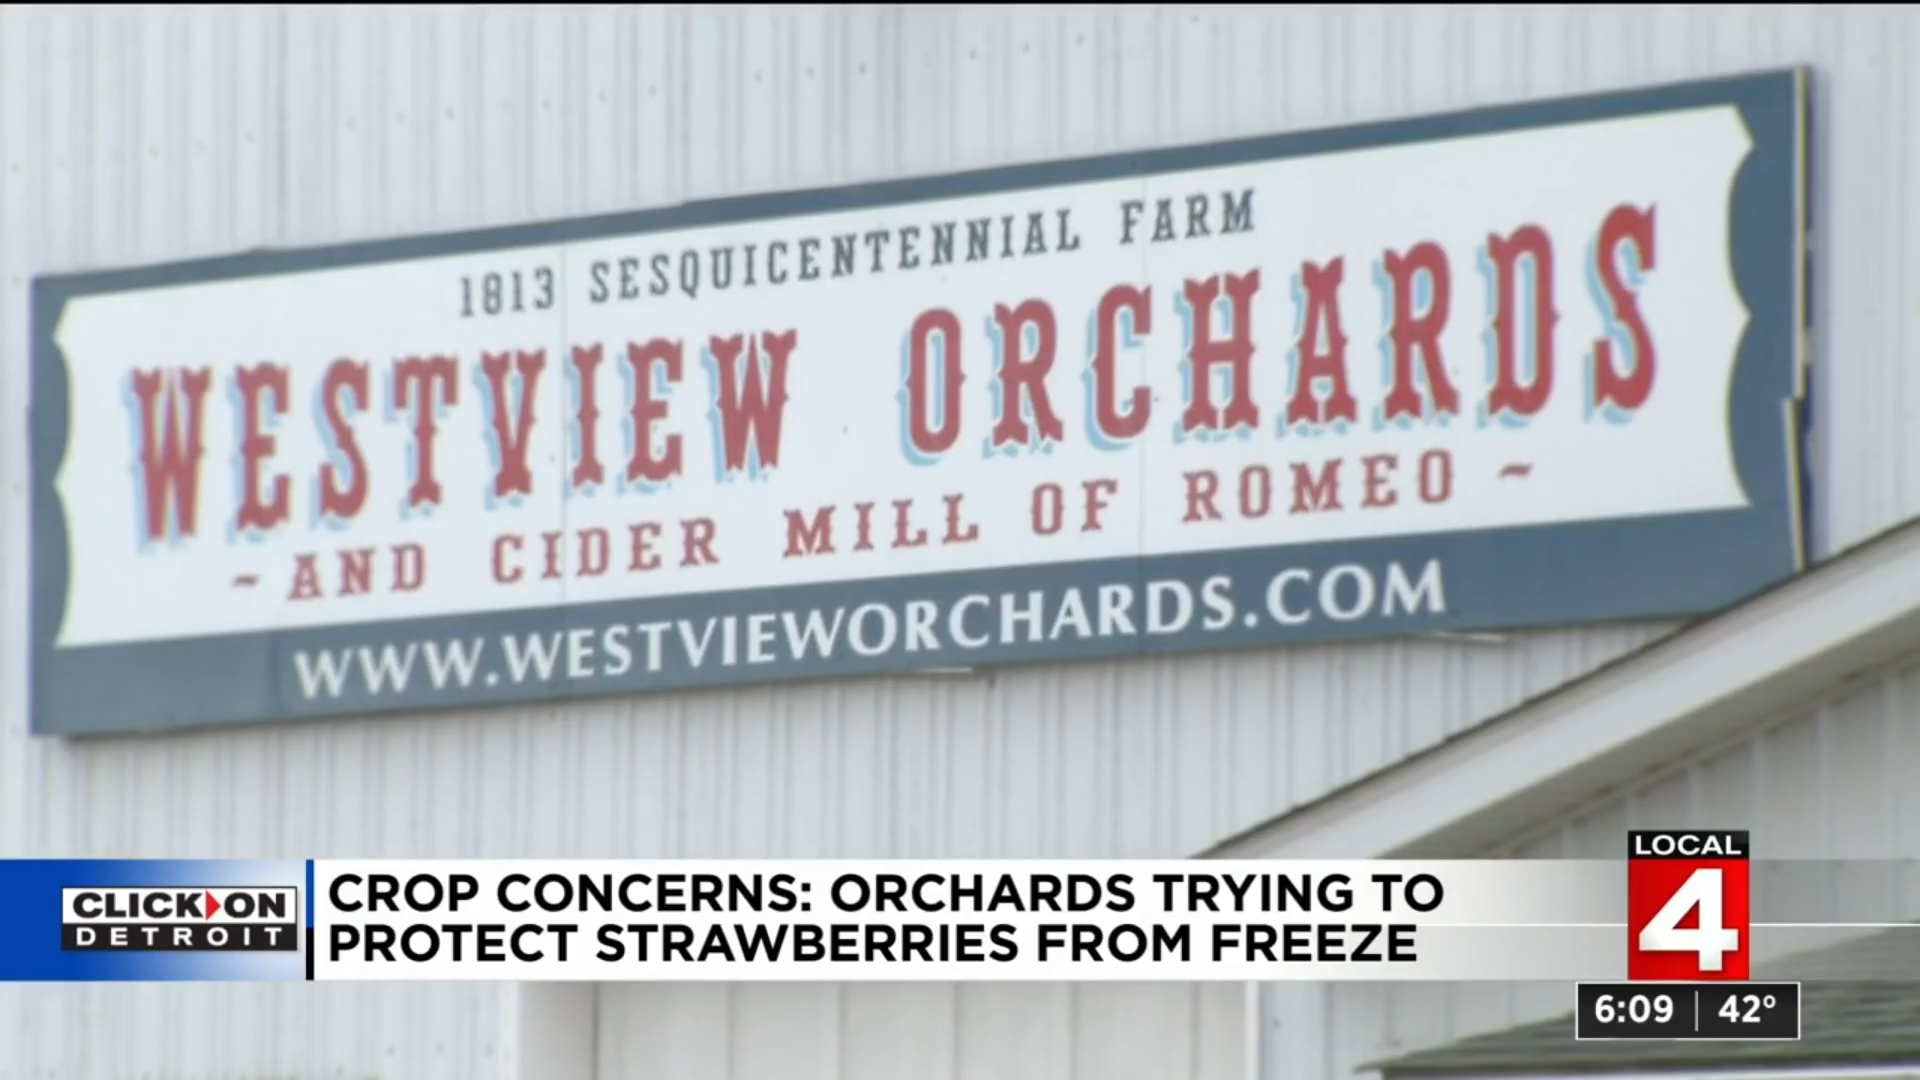 1813 SESQUICENTENNIAL FARM
WESTVIEW ORCHARDS
~ AND CIDER MILL OF ROMEO ~
WWW.WESTVIEWORCHARDS.COM
CLICK ON
DETROIT
CROP CONCERNS: ORCHARDS TRYING TO
PROTECT STRAWBERRIES FROM FREEZE
LOCAL
4
6:09 42°